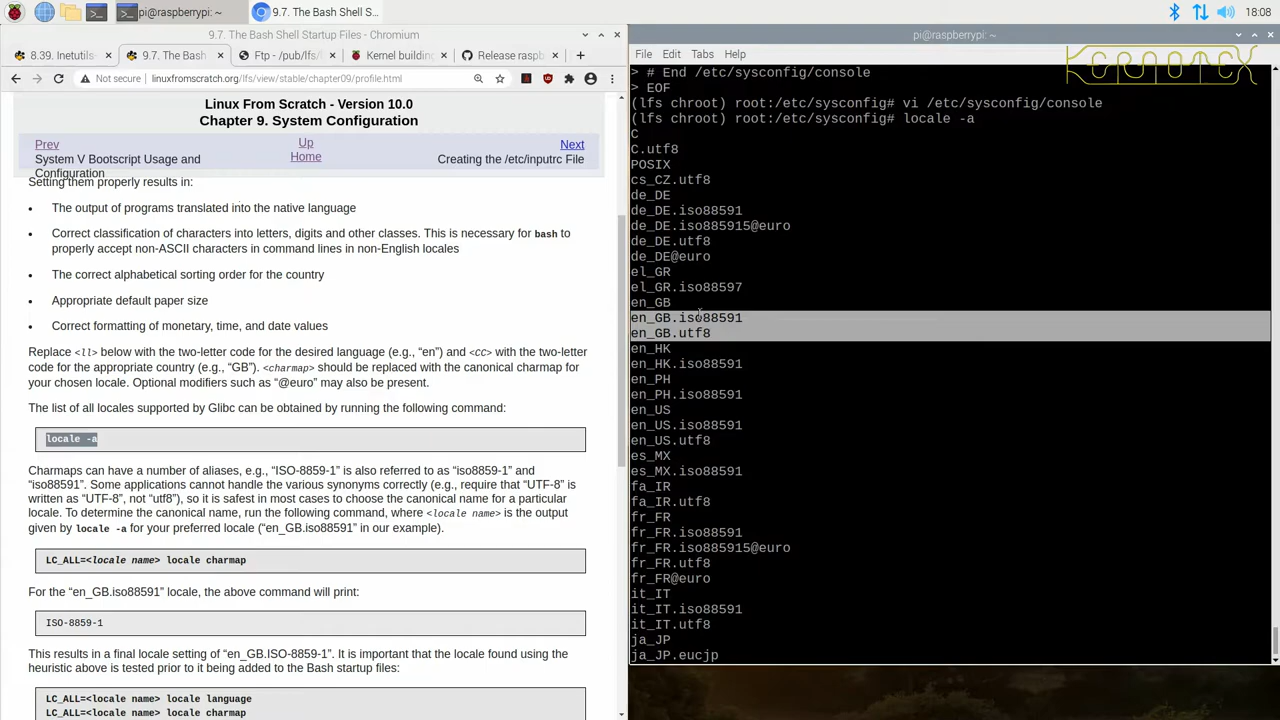 pi@raspberrypi: ~
9.7. The Bash Shell S...
18:08
9.7. The Bash Shell Startup Files - Chromium
8.39. Inetutils-
9.7. The Bash
Ftp - /pub/lfs/
Kernel building
Release raspb
Not secure | linuxfromscratch.org/lfs/view/stable/chapter09/profile.html
Linux From Scratch - Version 10.0
Chapter 9. System Configuration
Prev
Up
Next
System V Bootscript Usage and Configuration
Home
Creating the /etc/inputrc File
Setting them properly results in:
• The output of programs translated into the native language
• Correct classification of characters into letters, digits and other classes. This is necessary for bash to
properly accept non-ASCII characters in command lines in non-English locales
• The correct alphabetical sorting order for the country
• Appropriate default paper size
• Correct formatting of monetary, time, and date values
Replace <ll> below with the two-letter code for the desired language (e.g., “en”) and <CC> with the two-letter
code for the appropriate country (e.g., “GB”). <charmap> should be replaced with the canonical charmap for
your chosen locale. Optional modifiers such as “@euro” may also be present.
The list of all locales supported by Glibc can be obtained by running the following command:
locale -a
Charmaps can have a number of aliases, e.g., “ISO-8859-1” is also referred to as “iso8859-1” and
“iso88591”. Some applications cannot handle the various synonyms correctly (e.g., require that “UTF-8” is
written as “UTF-8”, not “utf8”), so it is safest in most cases to choose the canonical name for a particular
locale. To determine the canonical name, run the following command, where <locale name> is the output
given by locale -a for your preferred locale (“en_GB.iso88591” in our example).
LC_ALL=<locale name> locale charmap
For the “en_GB.iso88591” locale, the above command will print:
ISO-8859-1
This results in a final locale setting of “en_GB.ISO-8859-1”. It is important that the locale found using the
heuristic above is tested prior to it being added to the Bash startup files:
LC_ALL=<locale name> locale language
LC_ALL=<locale name> locale charmap
pi@raspberrypi: ~
File Edit Tabs Help
KERNOTEX
> # End /etc/sysconfig/console
> EOF
(lfs chroot) root:/etc/sysconfig# vi /etc/sysconfig/console
(lfs chroot) root:/etc/sysconfig# locale -a
C
C.utf8
POSIX
cs_CZ.utf8
de_DE
de_DE.iso88591
de_DE.iso885915@euro
de_DE.utf8
de_DE@euro
el_GR
el_GR.iso88597
en_GB
en_GB.iso88591
en_GB.utf8
en_HK
en_HK.iso88591
en_PH
en_PH.iso88591
en_US
en_US.iso88591
en_US.utf8
es_MX
es_MX.iso88591
fa_IR
fa_IR.utf8
fr_FR
fr_FR.iso88591
fr_FR.iso885915@euro
fr_FR.utf8
fr_FR@euro
it_IT
it_IT.iso88591
it_IT.utf8
ja_JP
ja_JP.eucjp